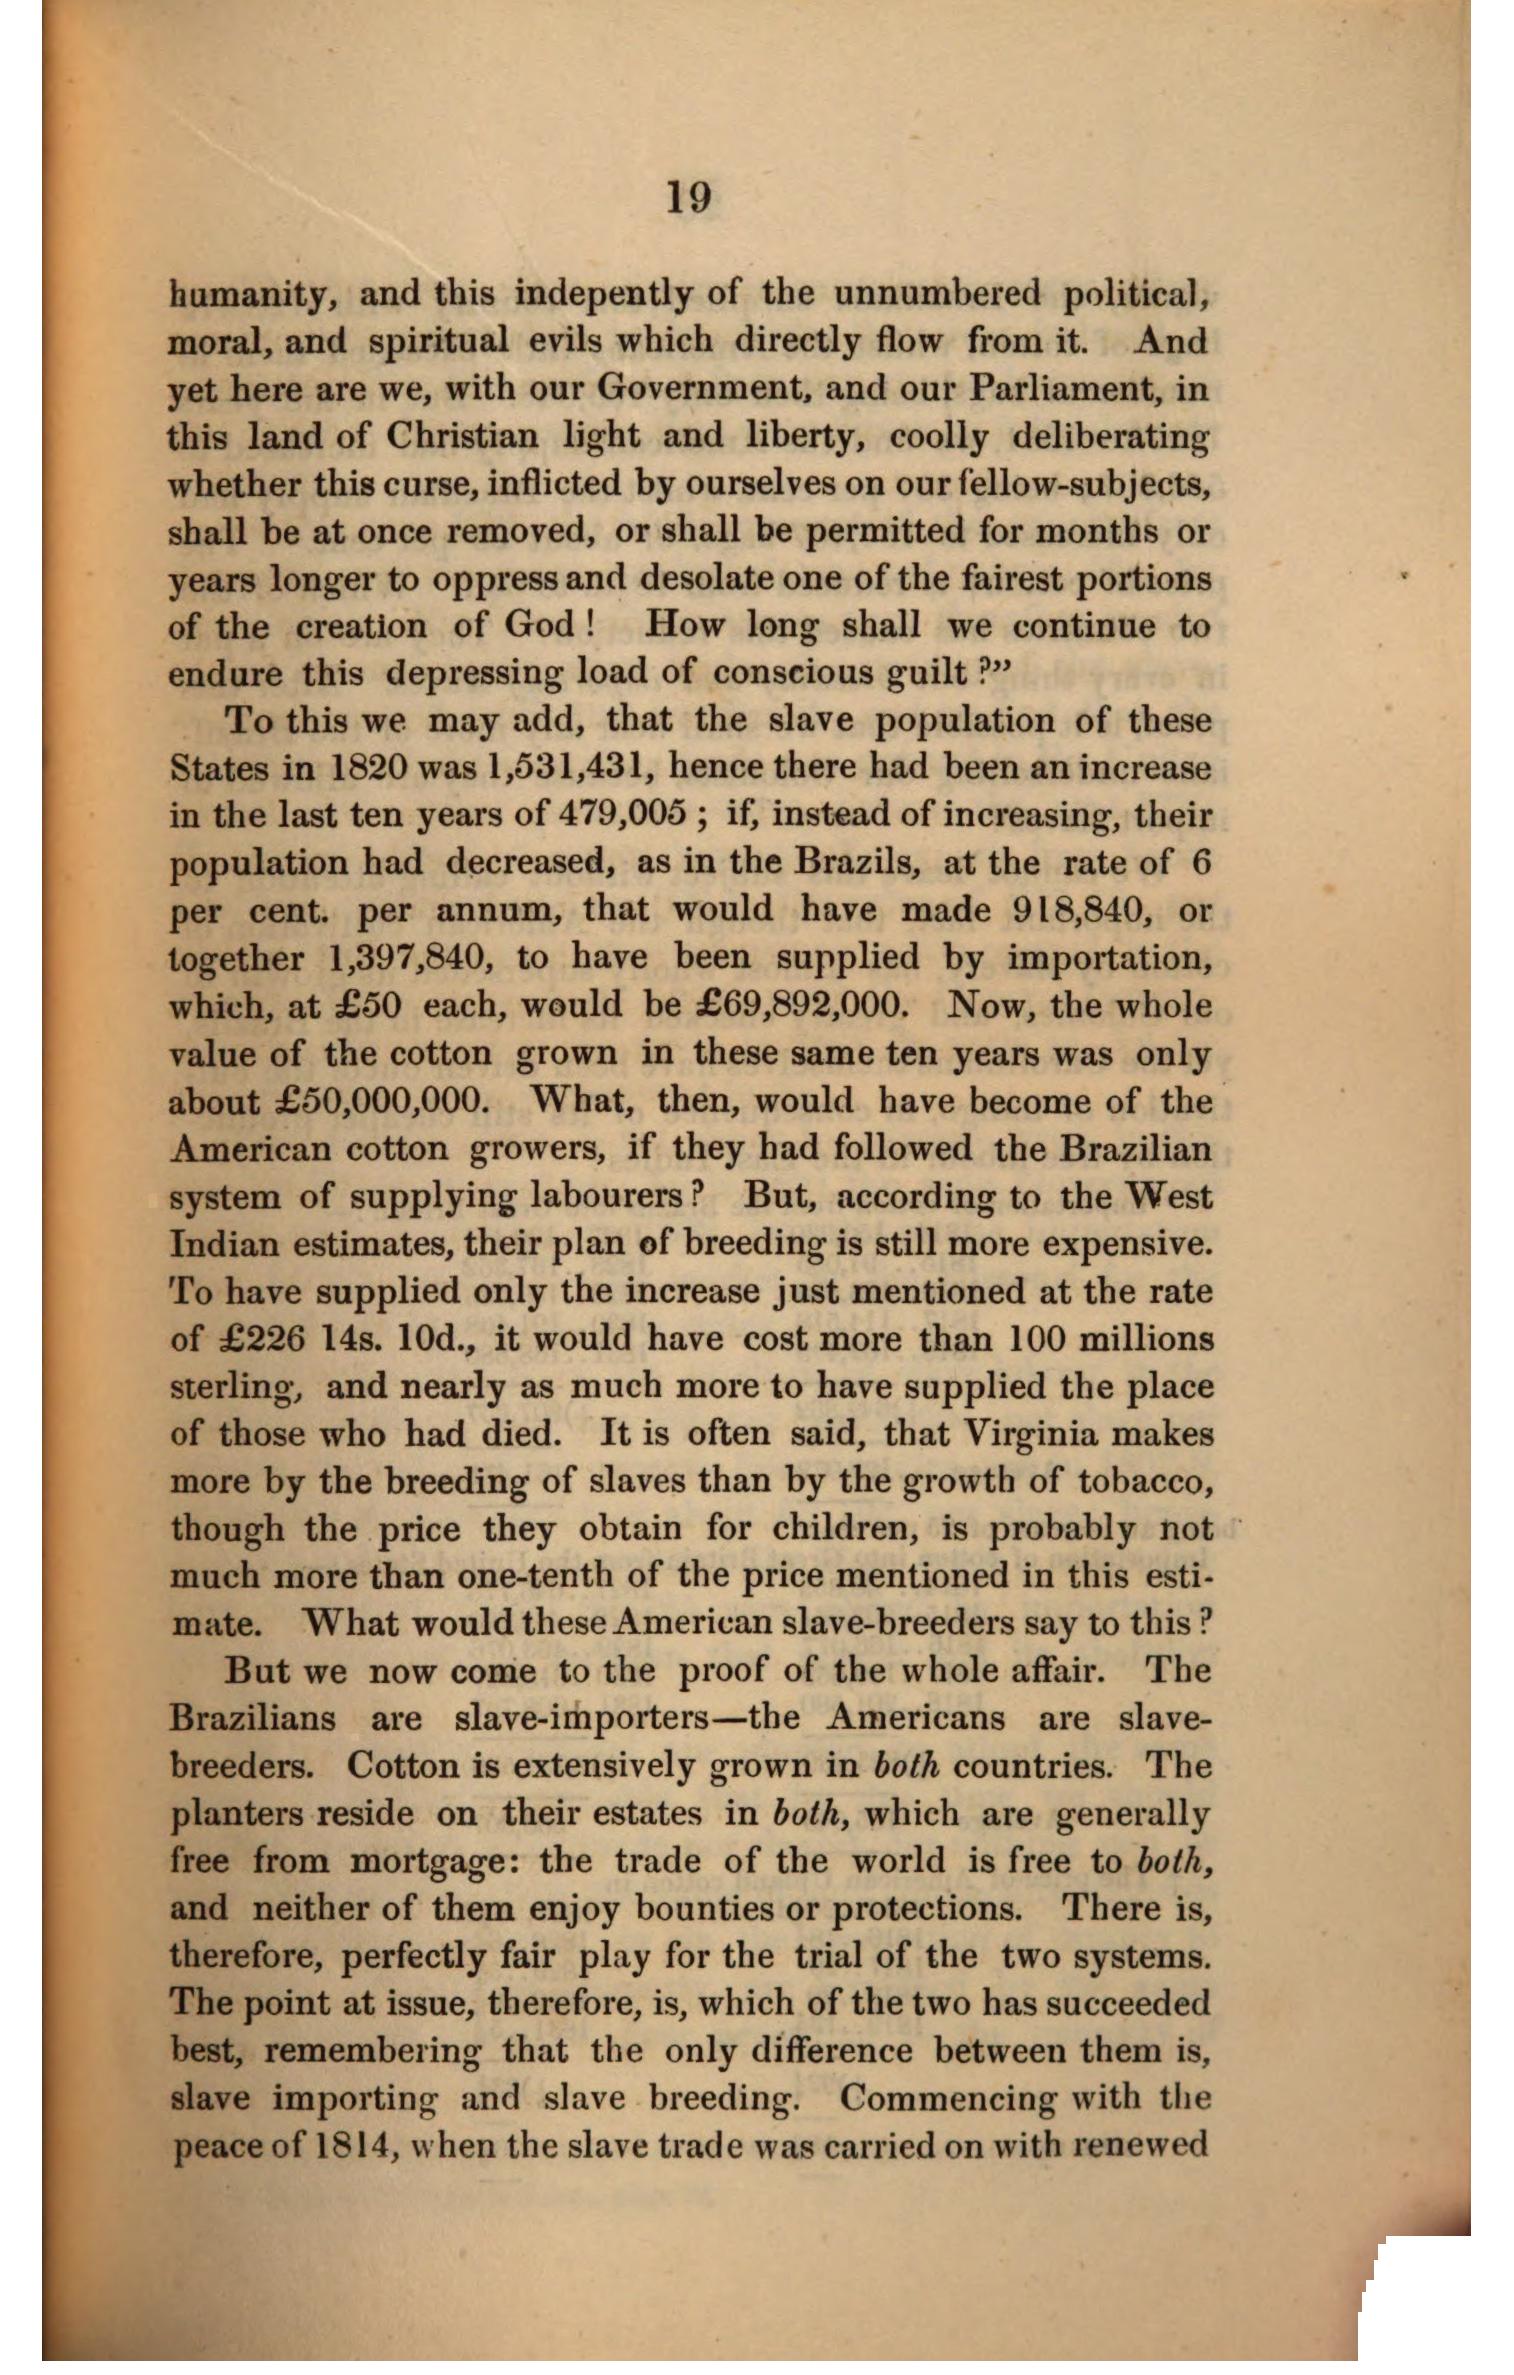 19
humanity, and this indepently of the unnumbered political,
moral, and spiritual evils which directly flow from it. And
yet here are we, with our Government, and our Parliament, in
this land of Christian light and liberty, coolly deliberating
whether this curse, inflicted by ourselves on our fellow-subjects,
shall be at once removed, or shall be permitted for months or
years longer to oppress and desolate one of the fairest portions
of the creation of God ! How long shall we continue to
endure this depressing load of conscious guilt ?”
To this we may add, that the slave population of these
States in 1820 was 1,531,431, hence there had been an increase
in the last ten years of 479,005 ; if, instead of increasing, their
population had decreased, as in the Brazils, at the rate of 6
per cent. per annum, that would have made 918,840, or
together 1,397,840, to have been supplied by importation,
which, at £50 each, would be £69,892,000. Now, the whole
value of the cotton grown in these same ten years was only
about £50,000,000. What, then, would have become of the
American cotton growers, if they had followed the Brazilian
system of supplying labourers ? But, according to the West
Indian estimates, their plan of breeding is still more expensive.
To have supplied only the increase just mentioned at the rate
of £226 14s. 10d., it would have cost more than 100 millions
sterling, and nearly as much more to have supplied the place
of those who had died. It is often said, that Virginia makes
more by the breeding of slaves than by the growth of tobacco,
though the price they obtain for children, is probably not
much more than one-tenth of the price mentioned in this esti-
mate. What would these American slave-breeders say to this ?
But we now come to the proof of the whole affair. The
Brazilians are slave-importers—the Americans are slave-
breeders. Cotton is extensively grown in both countries. The
planters reside on their estates in both, which are generally
free from mortgage: the trade of the world is free to both,
and neither of them enjoy bounties or protections. There is,
therefore, perfectly fair play for the trial of the two systems.
The point at issue, therefore, is, which of the two has succeeded
best, remembering that the only difference between them is,
slave importing and slave breeding. Commencing with the
peace of 1814, when the slave trade was carried on with renewed